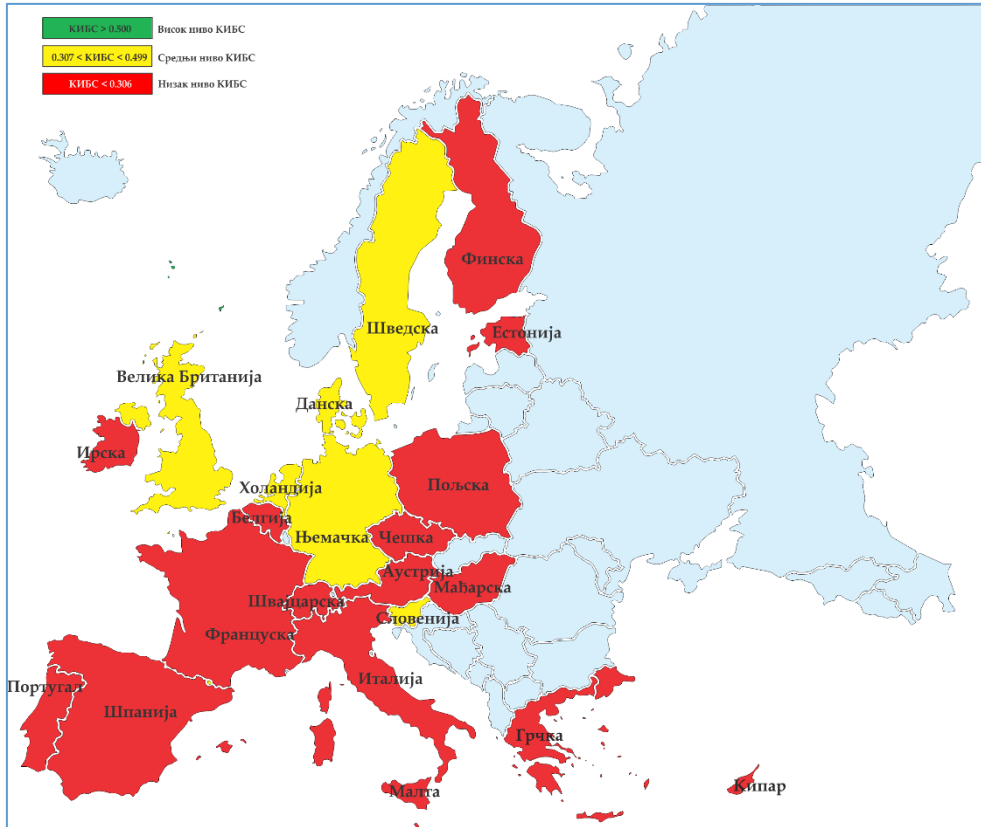 КИБС > 0.500 Висок ниво КИБС
0.307 < КИБС < 0.499 Средњи ниво КИБС
КИБС < 0.306 Низак ниво КИБС
Финска
Шведска
Естонија
Велика Британија
Данска
Ирска
Холандија
Пољска
Белгија
Њемачка
Чешка
Аустрија
Мађарска
Швајцарска
Словенија
Француска
Италија
Португал
Шпанија
Грчка
Малта
Кипар